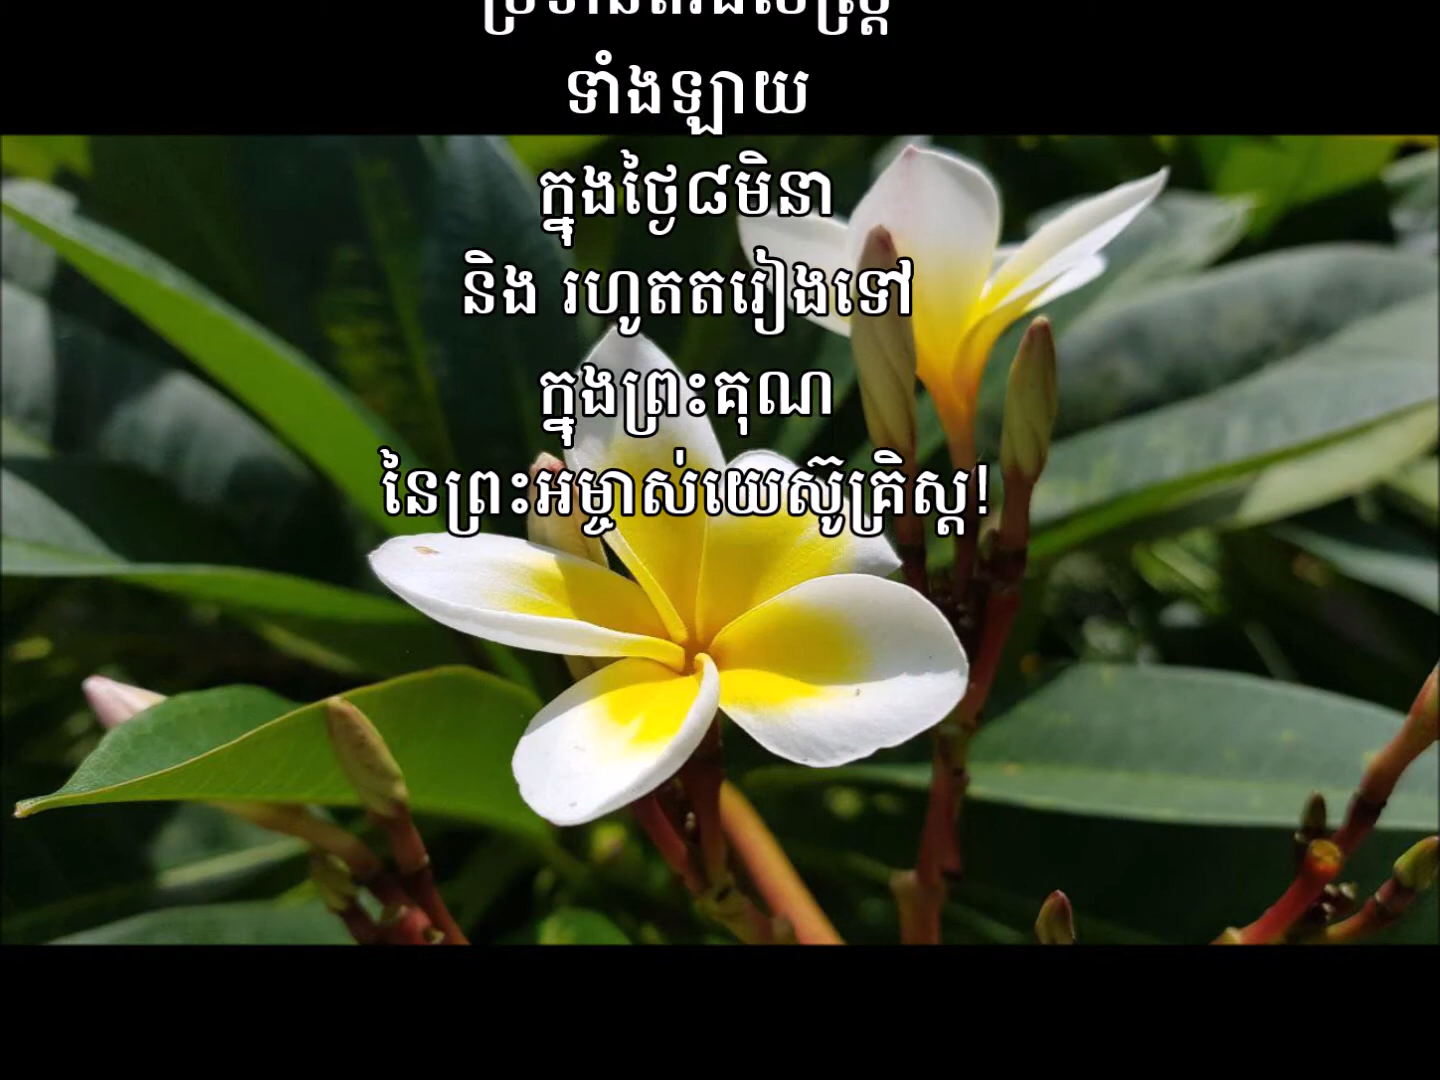 ទាំងឡាយ
ក្នុងថ្ងៃ៨មិនា
និង រហូតតរៀងទៅ
ក្នុងព្រះគុណ
នៃព្រះអម្ចាស់យេស៊ូគ្រិស្ត!